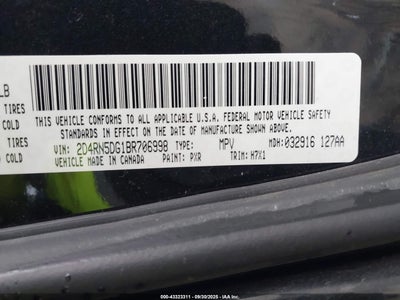 LB
TIRES
COLD
TIRES
COLD
THIS VEHICLE CONFORMS TO ALL APPLICABLE U.S.A. FEDERAL MOTOR VEHICLE SAFETY
STANDARDS IN EFFECT ON THE DATE OF MANUFACTURE SHOWN ABOVE.
VIN: 2D4RN5DG1BR706998 TYPE: MPV MDH: 032916 127AA
MADE IN CANADA PAINT: PXR TRIM: H7X1
000-43323311 - 09/30/2025 - IAA Inc.